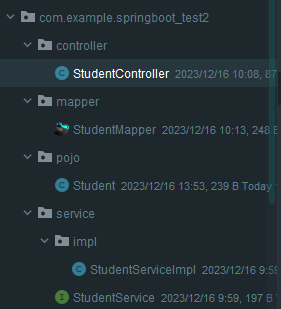 com.example.springboot_test2
controller
StudentController 2023/12/16 10:08, 87
mapper
StudentMapper 2023/12/16 10:13, 248 B
pojo
Student 2023/12/16 13:53, 239 B Today
service
impl
StudentServiceImpl 2023/12/16 9:59
StudentService 2023/12/16 9:59, 197 B